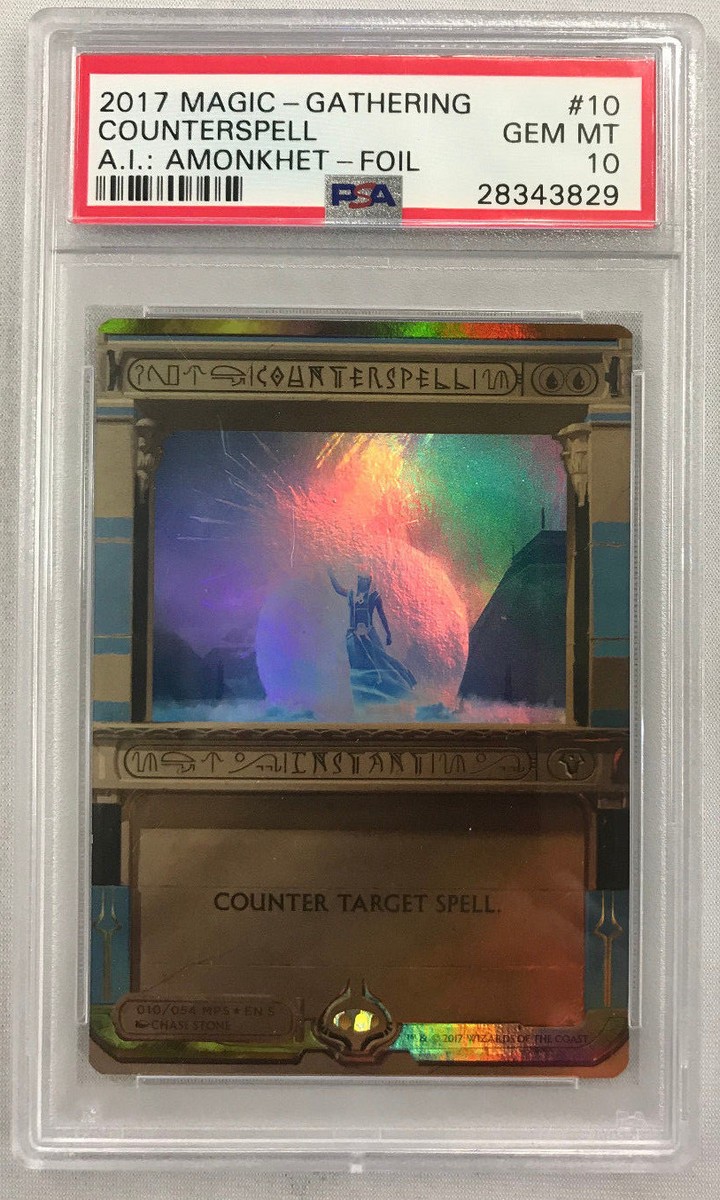 2017 MAGIC – GATHERING #10
COUNTERSPELL GEM MT
A.I.: AMONKHET – FOIL 10
PSA 28343829
COUNTERSPELL
INSTANT
COUNTER TARGET SPELL.
010/054 MPS • EN S
CHASE STONE
™ & © 2017 WIZARDS OF THE COAST